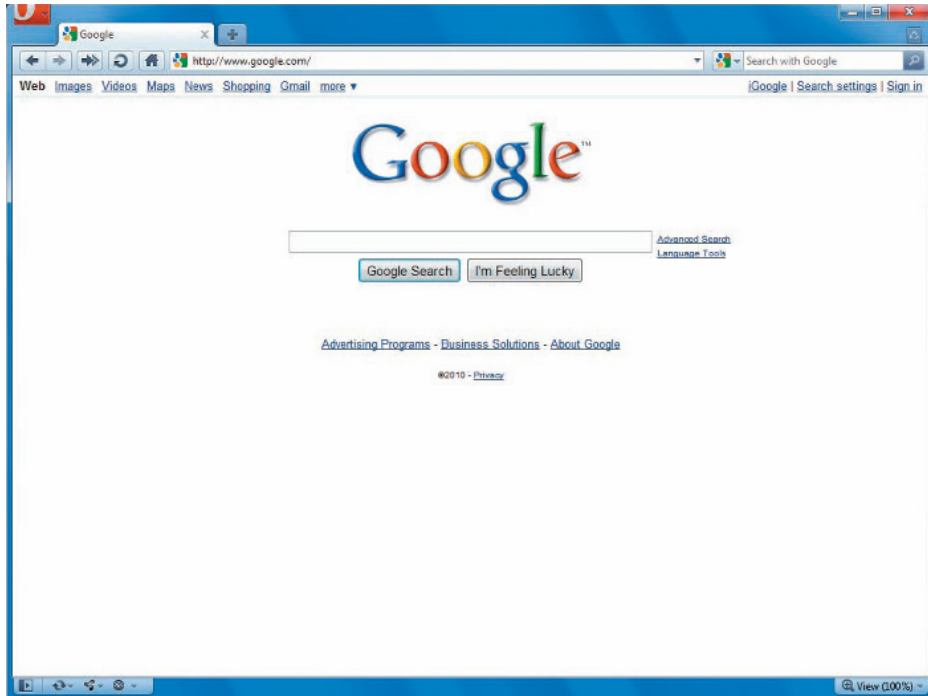 Google
http://www.google.com/
Search with Google
Web Images Videos Maps News Shopping Gmail more ▼
iGoogle | Search settings | Sign in
Google™
Advanced Search
Language Tools
Google Search
I'm Feeling Lucky
Advertising Programs - Business Solutions - About Google
©2010 - Privacy
View (100%)